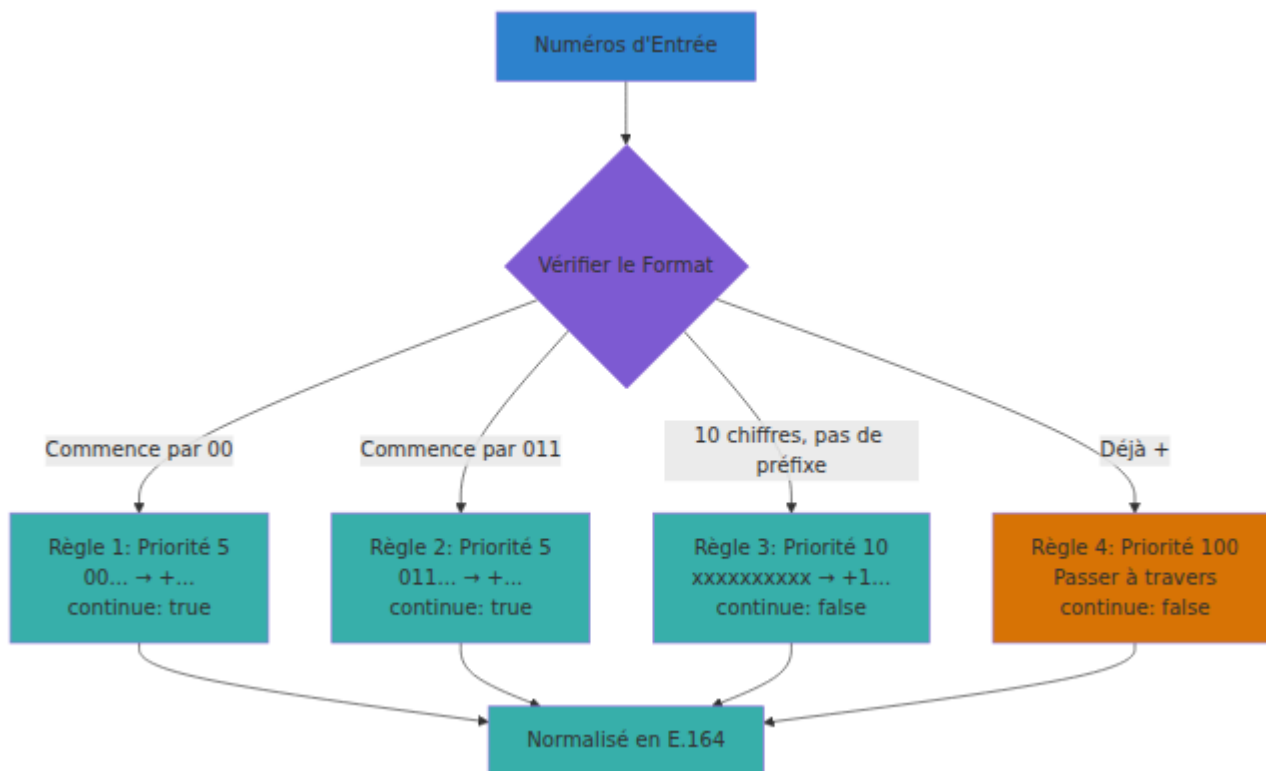 Numéros d'Entrée
Vérifier le Format
Commence par 00
Commence par 011
10 chiffres, pas de
préfixe
Déjà +
Règle 1: Priorité 5
00... → +...
continue: true
Règle 2: Priorité 5
011... → +...
continue: true
Règle 3: Priorité 10
xxxxxxxxxx → +1...
continue: false
Règle 4: Priorité 100
Passer à travers
continue: false
Normalisé en E.164